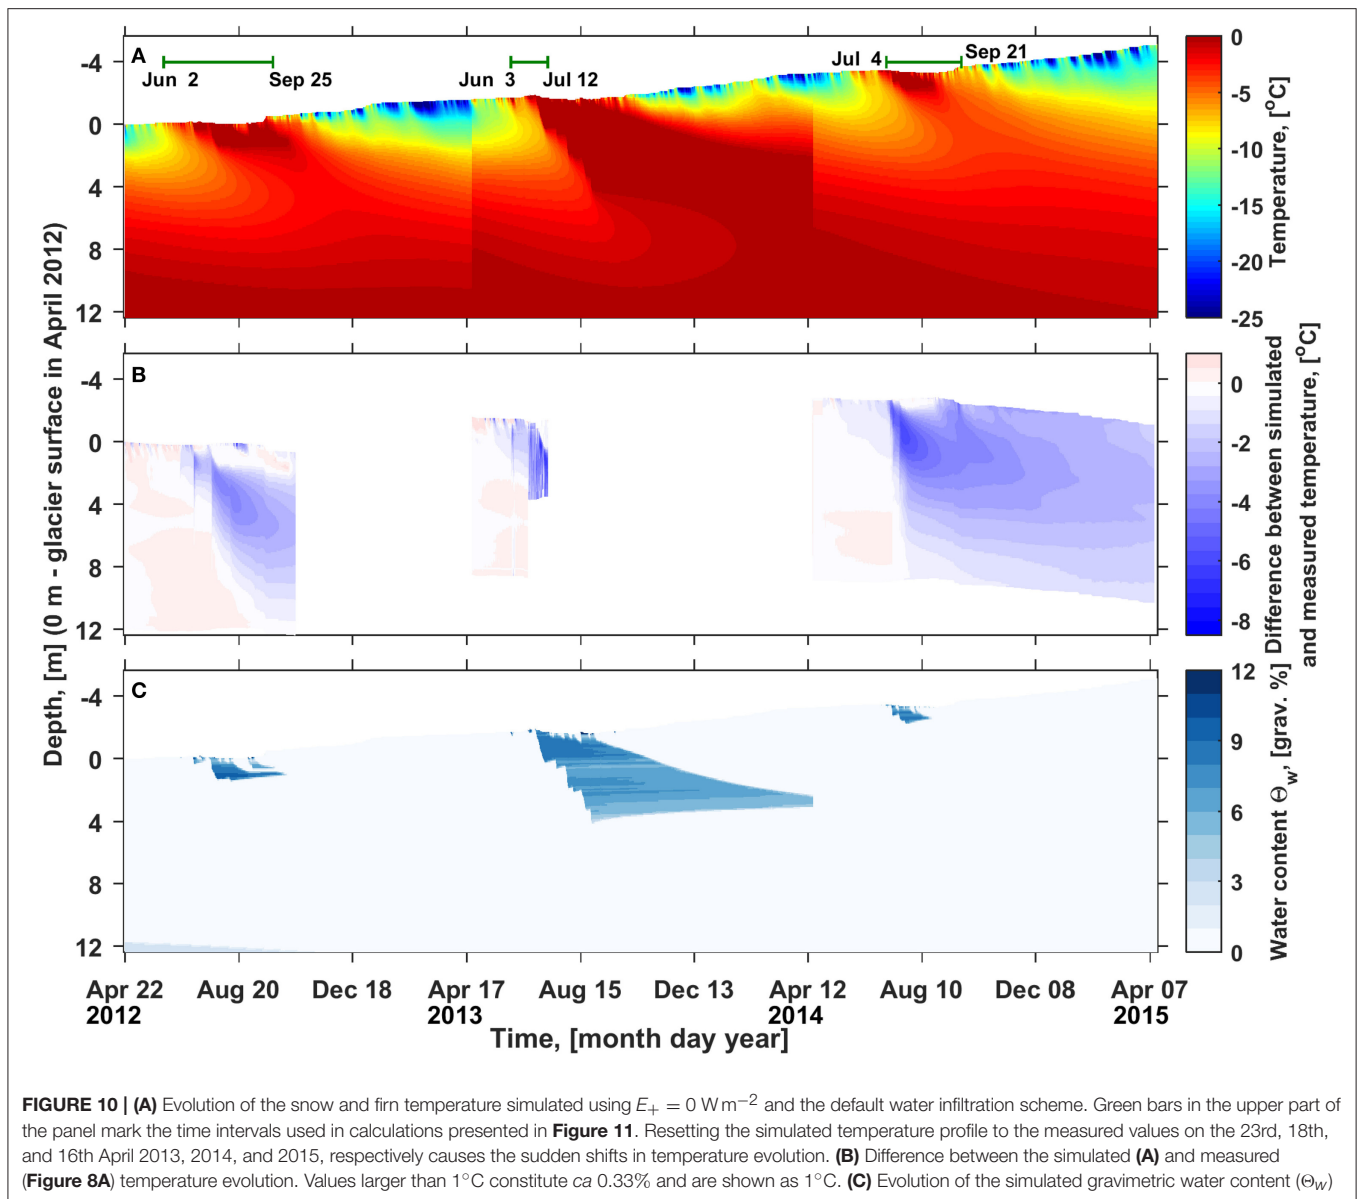 A
Jun 2
Sep 25
Jun 3
Jul 12
Jul 4
Sep 21
-4
0
4
8
12
0
-5
-10
-15
-20
-25
Temperature, [°C]
B
-4
0
4
8
12
0
-2
-4
-6
-8
Difference between simulated
and measured temperature, [°C]
C
-4
0
4
8
12
12
9
6
3
0
Water content Θw, [grav. %]
Depth, [m] (0 m - glacier surface in April 2012)
Apr 22 Aug 20 Dec 18 Apr 17 Aug 15 Dec 13 Apr 12 Aug 10 Dec 08 Apr 07
2012 2013 2014 2015
Time, [month day year]
FIGURE 10 | (A) Evolution of the snow and firn temperature simulated using E+ = 0 W m−2 and the default water infiltration scheme. Green bars in the upper part of
the panel mark the time intervals used in calculations presented in Figure 11. Resetting the simulated temperature profile to the measured values on the 23rd, 18th,
and 16th April 2013, 2014, and 2015, respectively causes the sudden shifts in temperature evolution. (B) Difference between the simulated (A) and measured
(Figure 8A) temperature evolution. Values larger than 1°C constitute ca 0.33% and are shown as 1°C. (C) Evolution of the simulated gravimetric water content (ΘW)